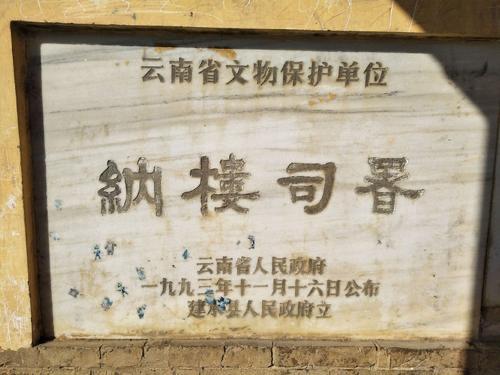 云南省文物保护单位
納楼司署
云南省人民政府
一九九三年十一月十六日公布
建水县人民政府立